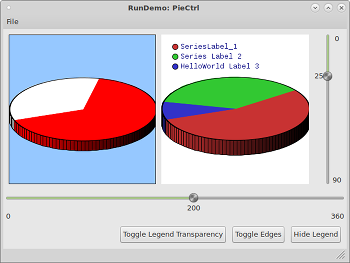 RunDemo: PieCtrl
File
SeriesLabel_1
Series Label 2
HelloWorld Label 3
0
25
90
200
0
360
Toggle Legend Transparency
Toggle Edges
Hide Legend